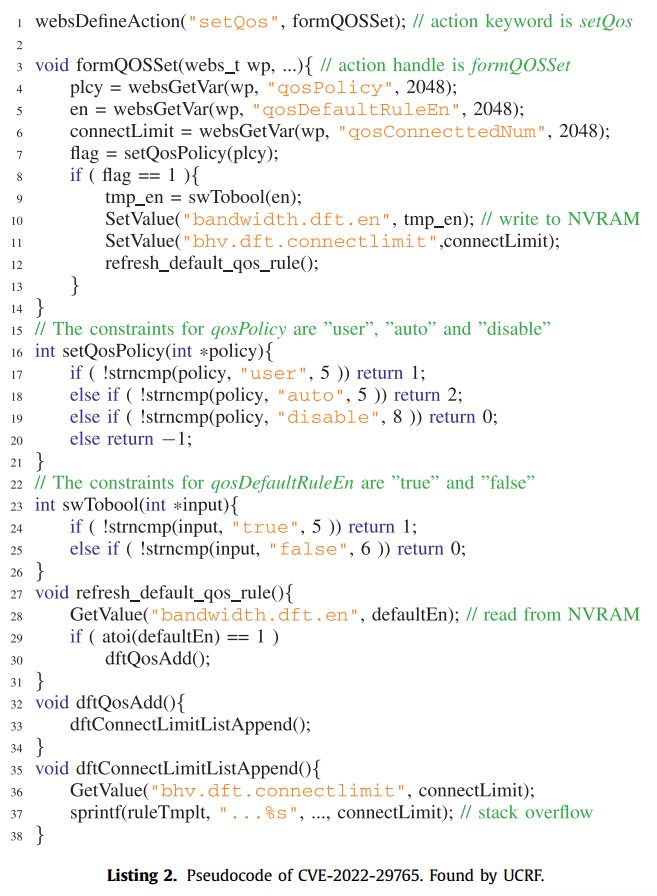 1 websDefineAction("setQos", formQOSSet); // action keyword is setQos
2
3 void formQOSSet(webs_t wp, ...){ // action handle is formQOSSet
4 plcy = websGetVar(wp, "qosPolicy", 2048);
5 en = websGetVar(wp, "qosDefaultRuleEn", 2048);
6 connectLimit = websGetVar(wp, "qosConnecttedNum", 2048);
7 flag = setQosPolicy(plcy);
8 if ( flag == 1 ){
9 tmp_en = swTobool(en);
10 SetValue("bandwidth.dft.en", tmp_en); // write to NVRAM
11 SetValue("bhv.dft.connectlimit",connectLimit);
12 refresh_default_qos_rule();
13 }
14 }
15 // The constraints for qosPolicy are ”user”, ”auto” and ”disable”
16 int setQosPolicy(int *policy){
17 if ( !strncmp(policy, "user", 5 )) return 1;
18 else if ( !strncmp(policy, "auto", 5 )) return 2;
19 else if ( !strncmp(policy, "disable", 8 )) return 0;
20 else return −1;
21 }
22 // The constraints for qosDefaultRuleEn are ”true” and ”false”
23 int swTobool(int *input){
24 if ( !strncmp(input, "true", 5 )) return 1;
25 else if ( !strncmp(input, "false", 6 )) return 0;
26 }
27 void refresh_default_qos_rule(){
28 GetValue("bandwidth.dft.en", defaultEn); // read from NVRAM
29 if ( atoi(defaultEn) == 1 )
30 dftQosAdd();
31 }
32 void dftQosAdd(){
33 dftConnectLimitListAppend();
34 }
35 void dftConnectLimitListAppend(){
36 GetValue("bhv.dft.connectlimit", connectLimit);
37 sprintf(ruleTmplt, "...%s", ..., connectLimit); // stack overflow
38 }
Listing 2. Pseudocode of CVE-2022-29765. Found by UCRF.